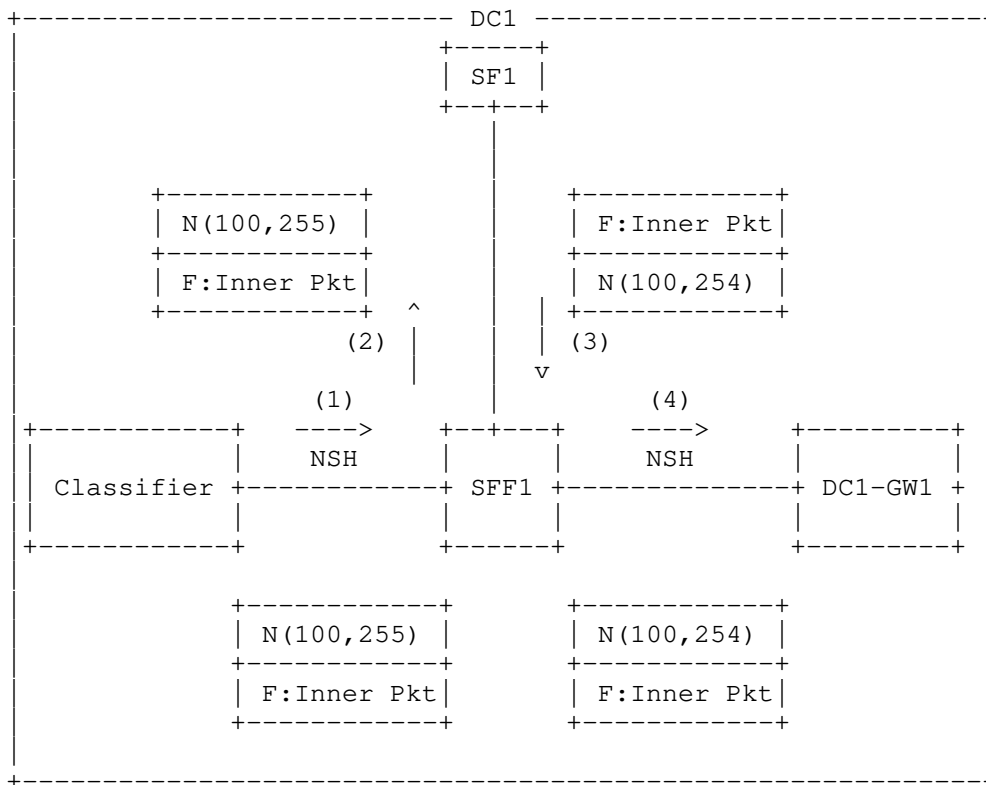 DC1
SF1
N(100,255) F:Inner Pkt
F:Inner Pkt N(100,254)
(2) (3)
(1) (4)
NSH NSH
Classifier SFF1 DC1-GW1
N(100,255) N(100,254)
F:Inner Pkt F:Inner Pkt